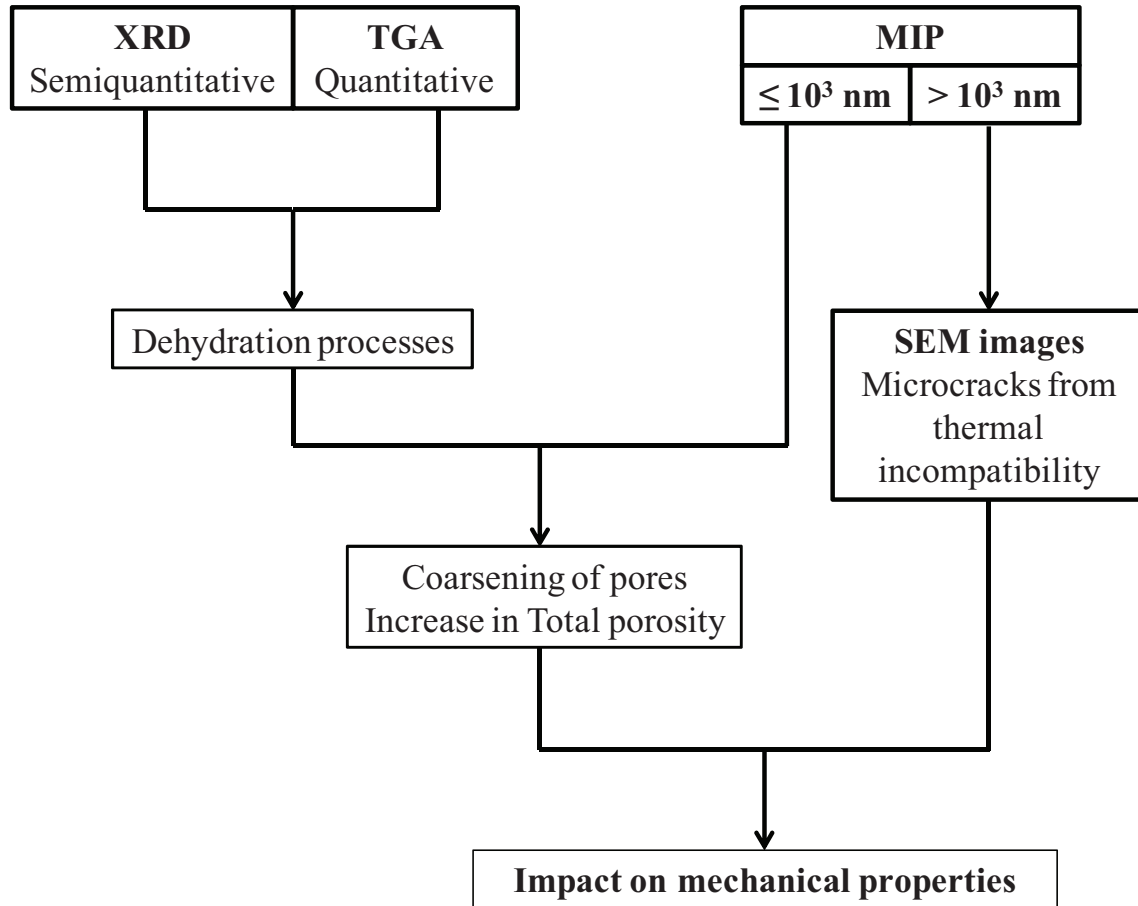 XRD
Semiquantitative
TGA
Quantitative
MIP
≤ 10³ nm
> 10³ nm
Dehydration processes
SEM images
Microcracks from
thermal
incompatibility
Coarsening of pores
Increase in Total porosity
Impact on mechanical properties